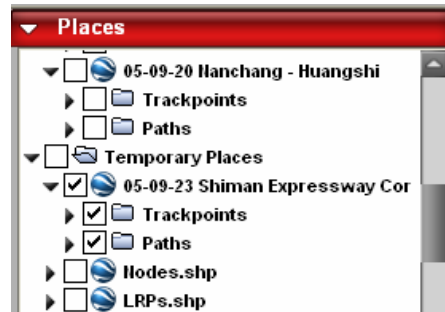 Places
05-09-20 Nanchang - Huangshi
Trackpoints
Paths
Temporary Places
05-09-23 Shiman Expressway Cor
Trackpoints
Paths
Nodes.shp
LRPs.shp